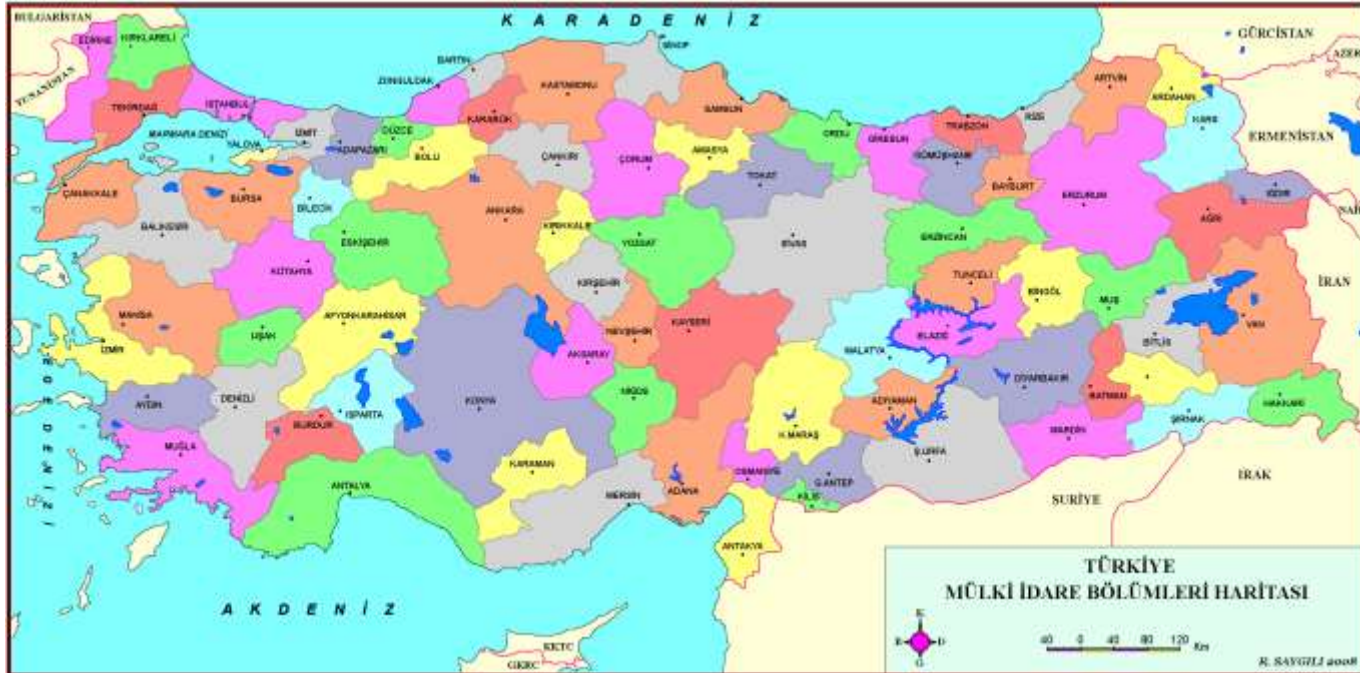 BULGARİSTAN
K A R A D E N İ Z
GÜRCİSTAN
EDİRNE
KIRKLARELİ
SİNOP
BARTIN
AZER
YUNANİSTAN
ZONGULDAK
KASTAMONU
ARTVİN
ARDAHAN
TEKİRDAĞ
İSTANBUL
KARABÜK
SAMSUN
RİZE
KARS
ERMENİSTAN
MARMARA DENİZİ
YALOVA
İZMİT
ADAPAZARI
DÜZCE
BOLU
ÇANKIRI
ÇORUM
AMASYA
ORDU
GİRESUN
TRABZON
GÜMÜŞHANE
TOKAT
BAYBURT
ERZURUM
IĞDIR
ÇANAKKALE
BURSA
BİLECİK
ANKARA
KIRIKKALE
AĞRI
NAH
BALIKESİR
ESKİŞEHİR
YOZGAT
SİVAS
ERZİNCAN
KÜTAHYA
TUNCELİ
İRAN
KIRŞEHİR
BİNGÖL
MUŞ
MANİSA
UŞAK
AFYONKARAHİSAR
NEVŞEHİR
KAYSERİ
ELAZIĞ
VAN
İZMİR
AKSARAY
MALATYA
BİTLİS
AYDIN
DENİZLİ
ISPARTA
KONYA
NİĞDE
DİYARBAKIR
BATMAN
ADIYAMAN
HAKKARİ
BURDUR
K.MARAŞ
MARDİN
ŞIRNAK
MUĞLA
KARAMAN
Ş.URFA
ANTALYA
MERSİN
ADANA
OSMANİYE
G.ANTEP
KİLİS
İRAK
SURİYE
ANTAKYA
A K D E N İ Z
TÜRKİYE
MÜLKİ İDARE BÖLÜMLERİ HARİTASI
K
B D
G
40 0 40 80 120
Km
KKTC
GKRC
R. SAYGILI 2008